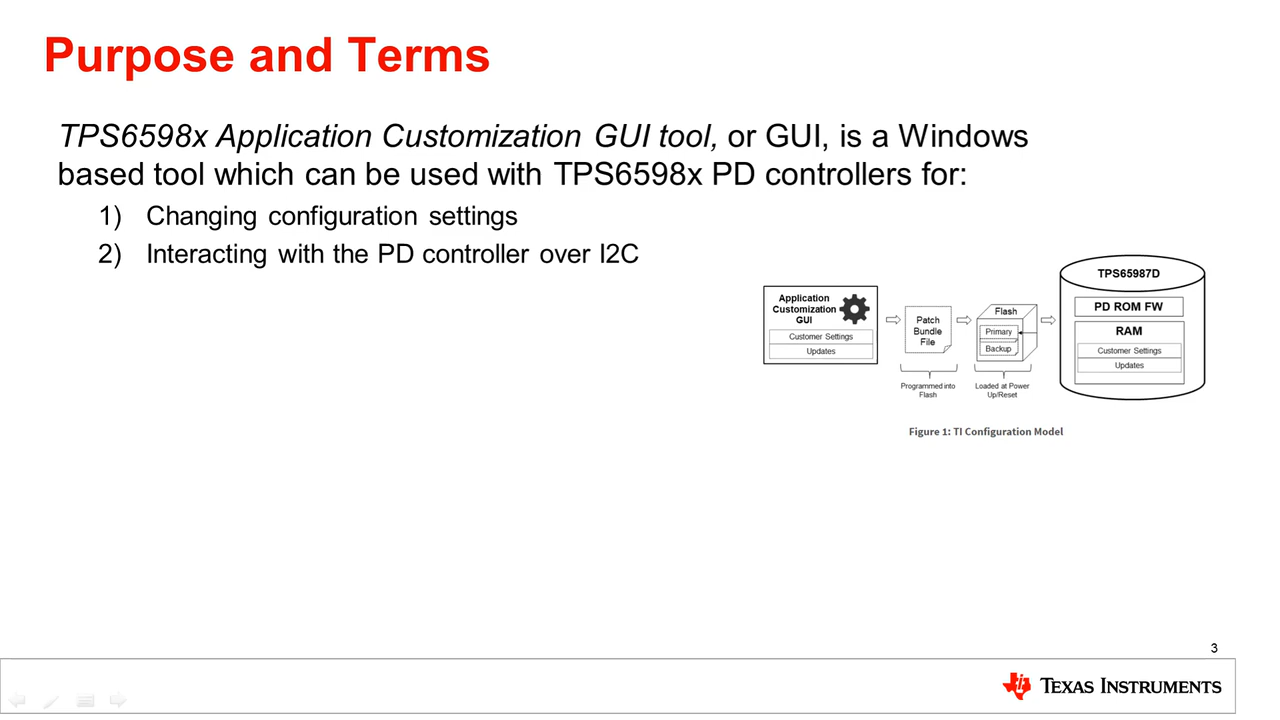 Purpose and Terms
TPS6598x Application Customization GUI tool, or GUI, is a Windows
based tool which can be used with TPS6598x PD controllers for:
1) Changing configuration settings
2) Interacting with the PD controller over I2C
Application
Customization
GUI
Customer Settings
Updates
Patch
Bundle
File
Programmed into
Flash
Flash
Primary
Backup
Loaded at Power
Up/Reset
TPS65987D
PD ROM FW
RAM
Customer Settings
Updates
Figure 1: TI Configuration Model
3
TEXAS INSTRUMENTS